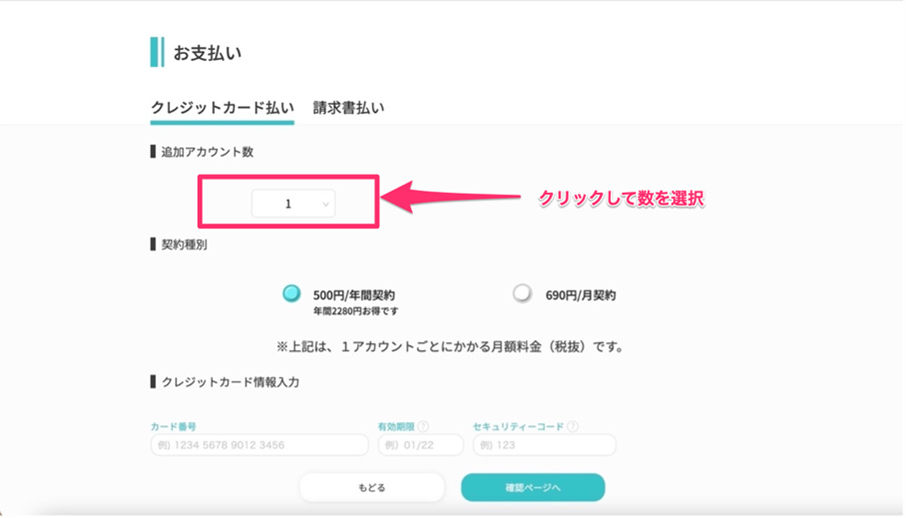 お支払い
クレジットカード払い 請求書払い
追加アカウント数
1
クリックして数を選択
契約種別
500円/年間契約 690円/月契約
年間2280円お得です
※上記は、1アカウントごとにかかる月額料金（税抜）です。
クレジットカード情報入力
カード番号 有効期限 ? セキュリティーコード ?
例) 1234 5678 9012 3456 例）01/22 例) 123
もどる 確認ページへ